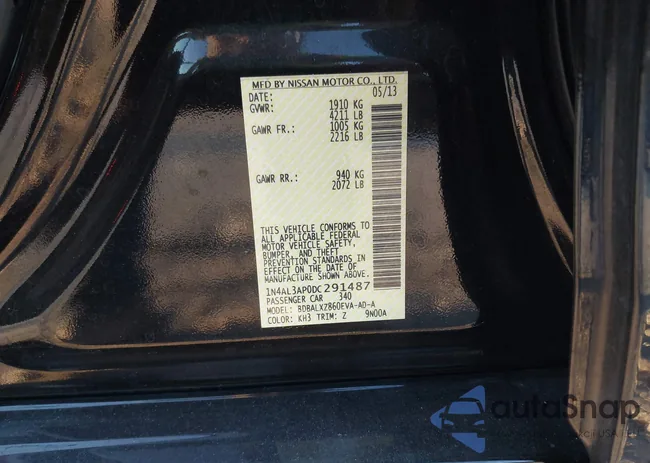 MFD BY NISSAN MOTOR CO., LTD.
DATE: 05/13
GVWR: 1910 KG
4211 LB
GAWR FR.: 1005 KG
2216 LB
GAWR RR.: 940 KG
2072 LB
THIS VEHICLE CONFORMS TO
ALL APPLICABLE FEDERAL
MOTOR VEHICLE SAFETY,
BUMPER, AND THEFT
PREVENTION STANDARDS IN
EFFECT ON THE DATE OF
MANUFACTURE SHOWN ABOVE.
1N4AL3AP0DC291487
PASSENGER CAR 340
MODEL: BDBALXZ860EVA-AD-A
COLOR: KH3 TRIM: Z 9N00A
autoSnap